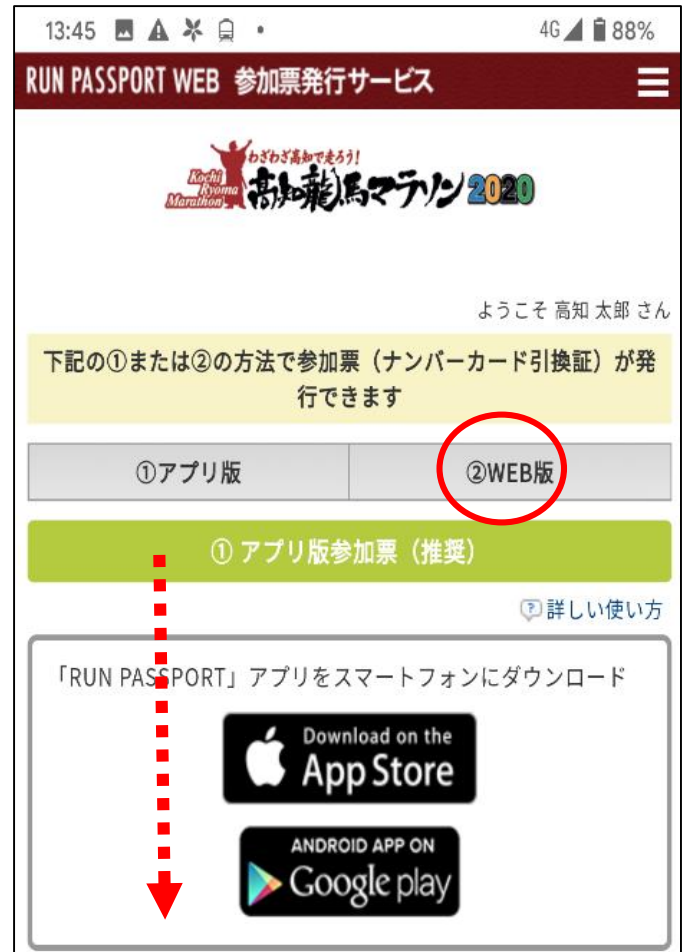 13:45
4G 88%
RUN PASSPORT WEB 参加票発行サービス
わざわざ高知で走ろう!
Kochi
Ryoma
Marathon
高知龍馬マラソン2020
ようこそ 高知 太郎 さん
下記の①または②の方法で参加票(ナンバーカード引換証)が発
行できます
①アプリ版
②WEB版
① アプリ版参加票(推奨)
詳しい使い方
「RUN PASSPORT」アプリをスマートフォンにダウンロード
Download on the
App Store
ANDROID APP ON
Google play